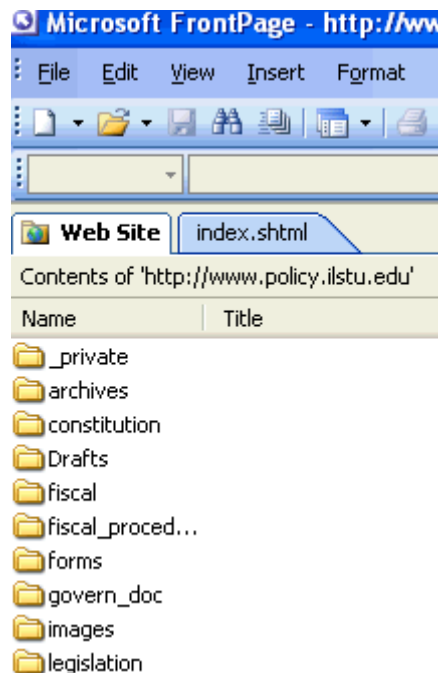 Microsoft FrontPage - http://ww
File Edit View Insert Format
Web Site index.shtml
Contents of 'http://www.policy.ilstu.edu'
Name Title
_private
archives
constitution
Drafts
fiscal
fiscal_proced...
forms
govern_doc
images
legislation